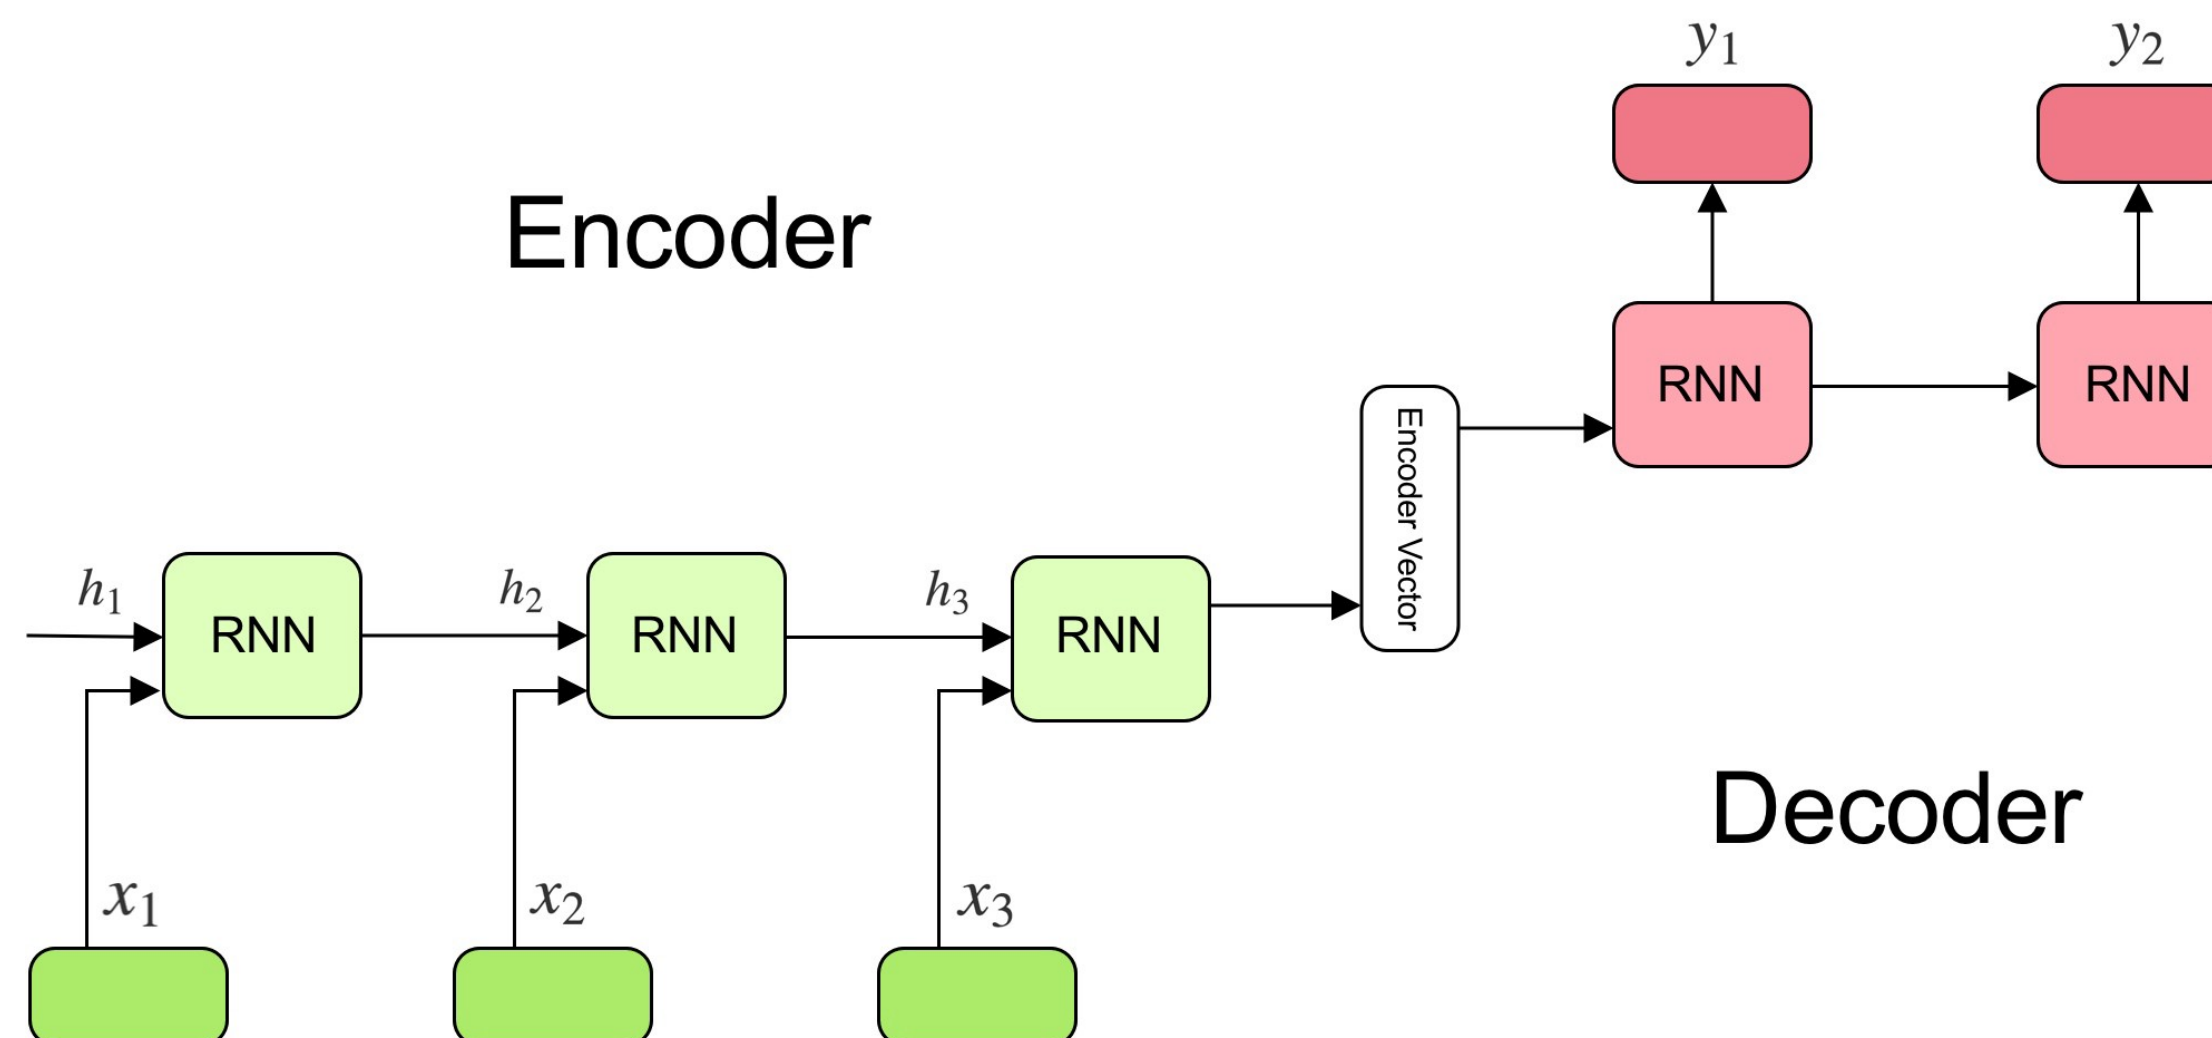 y₁
y₂
Encoder
RNN
RNN
Encoder Vector
h₁
h₂
h₃
RNN
RNN
RNN
Decoder
x₁
x₂
x₃